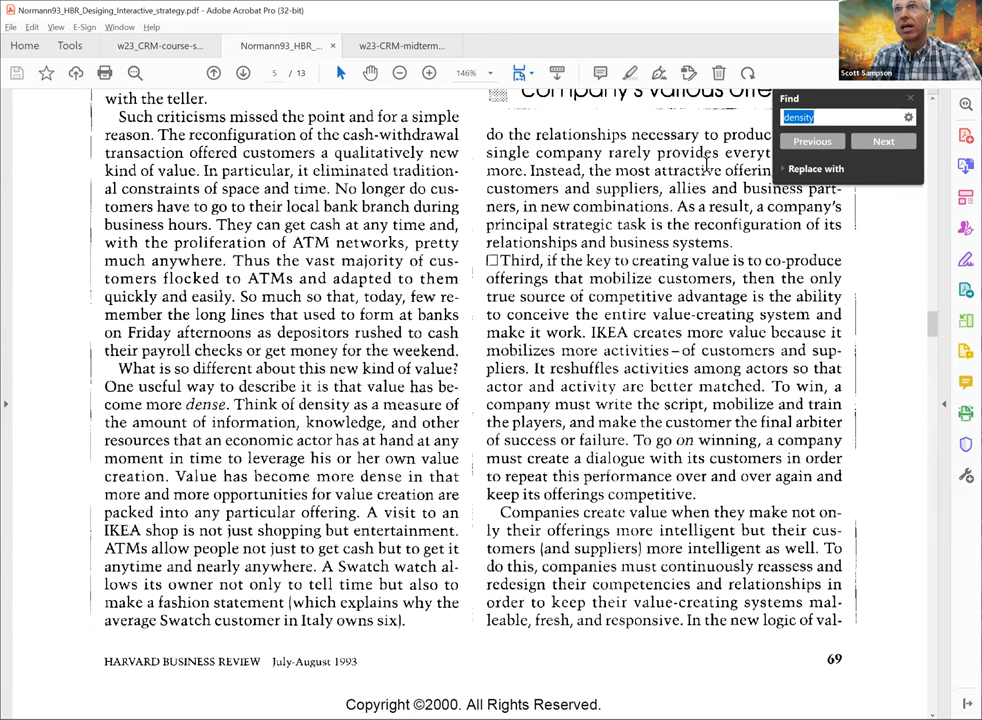 Normann93_HBR_Desiging_Interactive_strategy.pdf - Adobe Acrobat Pro (32-bit)
File Edit View E-Sign Window Help
Home Tools w23_CRM-course-s... Normann93_HBR_... × w23-CRM-midterm...
5 / 13 146%
Scott Sampson
Find
density
Previous Next
Replace with
with the teller.
Such criticisms missed the point and for a simple
reason. The reconfiguration of the cash-withdrawal
transaction offered customers a qualitatively new
kind of value. In particular, it eliminated tradition-
al constraints of space and time. No longer do cus-
tomers have to go to their local bank branch during
business hours. They can get cash at any time and,
with the proliferation of ATM networks, pretty
much anywhere. Thus the vast majority of cus-
tomers flocked to ATMs and adapted to them
quickly and easily. So much so that, today, few re-
member the long lines that used to form at banks
on Friday afternoons as depositors rushed to cash
their payroll checks or get money for the weekend.
What is so different about this new kind of value?
One useful way to describe it is that value has be-
come more dense. Think of density as a measure of
the amount of information, knowledge, and other
resources that an economic actor has at hand at any
moment in time to leverage his or her own value
creation. Value has become more dense in that
more and more opportunities for value creation are
packed into any particular offering. A visit to an
IKEA shop is not just shopping but entertainment.
ATMs allow people not just to get cash but to get it
anytime and nearly anywhere. A Swatch watch al-
lows its owner not only to tell time but also to
make a fashion statement (which explains why the
average Swatch customer in Italy owns six).
Company's various offe
do the relationships necessary to produc
single company rarely provides everyt
more. Instead, the most attractive offerin
customers and suppliers, allies and business part-
ners, in new combinations. As a result, a company's
principal strategic task is the reconfiguration of its
relationships and business systems.
☐Third, if the key to creating value is to co-produce
offerings that mobilize customers, then the only
true source of competitive advantage is the ability
to conceive the entire value-creating system and
make it work. IKEA creates more value because it
mobilizes more activities–of customers and sup-
pliers. It reshuffles activities among actors so that
actor and activity are better matched. To win, a
company must write the script, mobilize and train
the players, and make the customer the final arbiter
of success or failure. To go on winning, a company
must create a dialogue with its customers in order
to repeat this performance over and over again and
keep its offerings competitive.
Companies create value when they make not on-
ly their offerings more intelligent but their cus-
tomers (and suppliers) more intelligent as well. To
do this, companies must continuously reassess and
redesign their competencies and relationships in
order to keep their value-creating systems mal-
leable, fresh, and responsive. In the new logic of val-
HARVARD BUSINESS REVIEW July-August 1993 69
Copyright ©2000. All Rights Reserved.